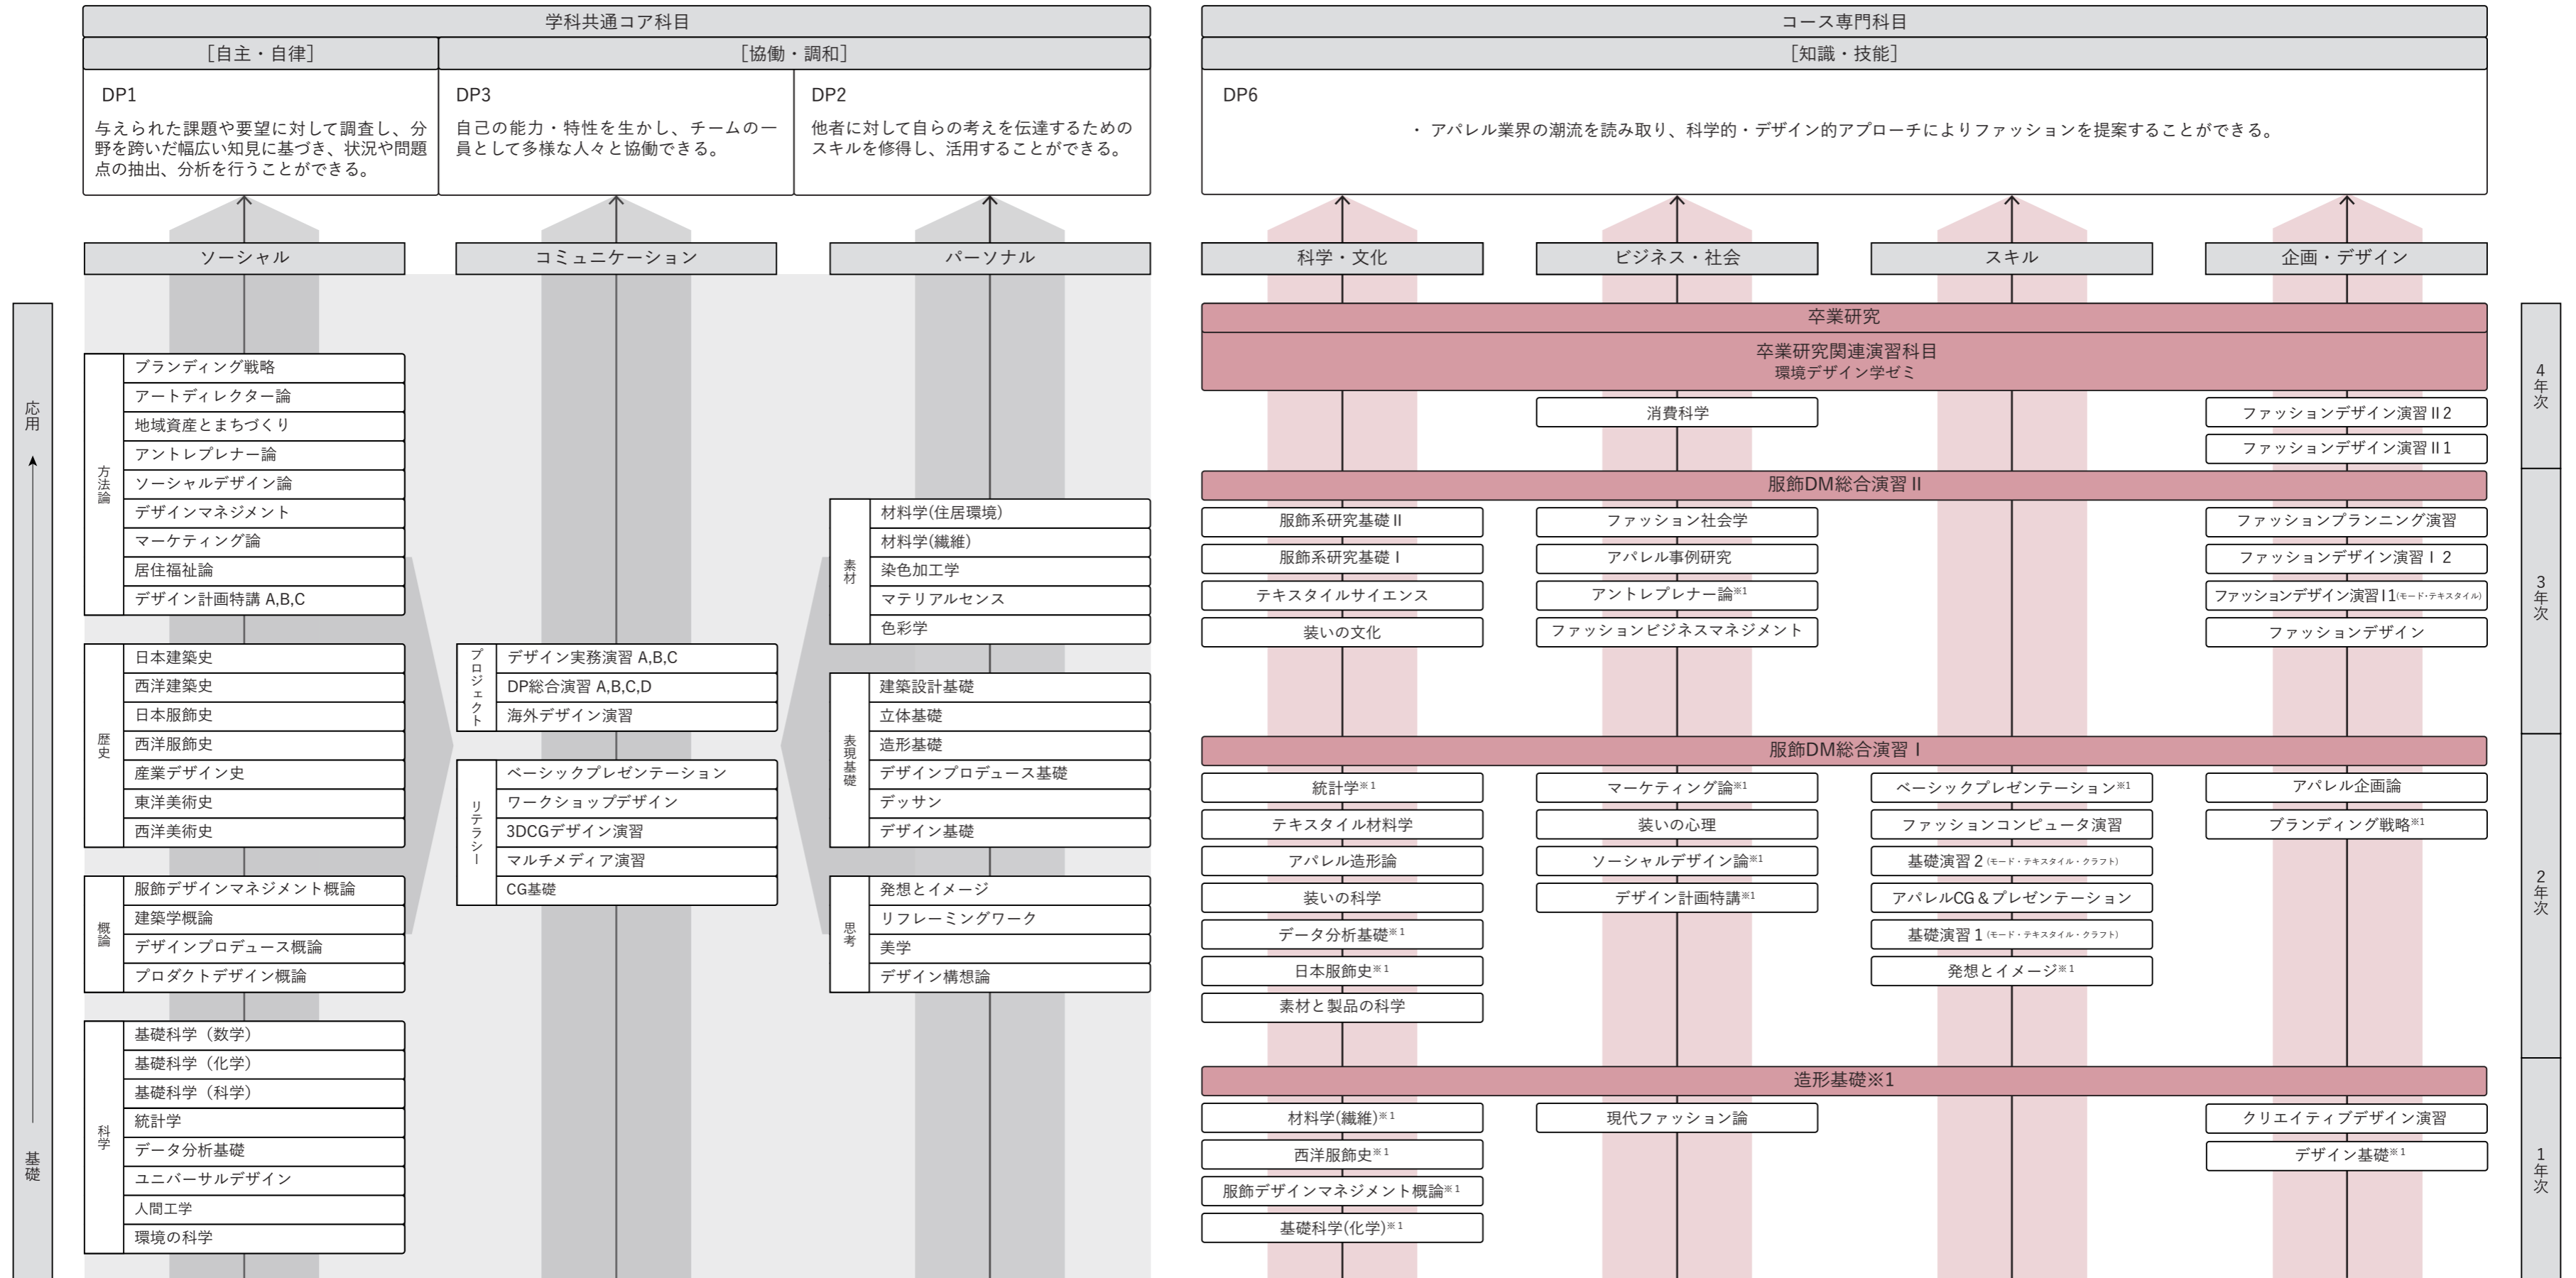 学科共通コア科目
［自主・自律］
［協働・調和］
DP1
与えられた課題や要望に対して調査し、分
野を跨いだ幅広い知見に基づき、状況や問題
点の抽出、分析を行うことができる。
DP3
自己の能力・特性を生かし、チームの一
員として多様な人々と協働できる。
DP2
他者に対して自らの考えを伝達するための
スキルを修得し、活用することができる。
コース専門科目
［知識・技能］
DP6
・ アパレル業界の潮流を読み取り、科学的・デザイン的アプローチによりファッションを提案することができる。
応用
基礎
ソーシャル
方法論
ブランディング戦略
アートディレクター論
地域資産とまちづくり
アントレプレナー論
ソーシャルデザイン論
デザインマネジメント
マーケティング論
居住福祉論
デザイン計画特講 A,B,C
歴史
日本建築史
西洋建築史
日本服飾史
西洋服飾史
産業デザイン史
東洋美術史
西洋美術史
概論
服飾デザインマネジメント概論
建築学概論
デザインプロデュース概論
プロダクトデザイン概論
科学
基礎科学（数学）
基礎科学（化学）
基礎科学（科学）
統計学
データ分析基礎
ユニバーサルデザイン
人間工学
環境の科学
コミュニケーション
プロジェクト
デザイン実務演習 A,B,C
DP総合演習 A,B,C,D
海外デザイン演習
リテラシー
ベーシックプレゼンテーション
ワークショップデザイン
3DCGデザイン演習
マルチメディア演習
CG基礎
パーソナル
素材
材料学(住居環境)
材料学(繊維)
染色加工学
マテリアルセンス
色彩学
表現基礎
建築設計基礎
立体基礎
造形基礎
デザインプロデュース基礎
デッサン
デザイン基礎
思考
発想とイメージ
リフレーミングワーク
美学
デザイン構想論
科学・文化
ビジネス・社会
スキル
企画・デザイン
卒業研究
卒業研究関連演習科目
環境デザイン学ゼミ
4年次
消費科学
ファッションデザイン演習Ⅱ2
ファッションデザイン演習Ⅱ1
服飾DM総合演習Ⅱ
3年次
服飾系研究基礎Ⅱ
服飾系研究基礎Ⅰ
テキスタイルサイエンス
装いの文化
ファッション社会学
アパレル事例研究
アントレプレナー論※1
ファッションビジネスマネジメント
ファッションプランニング演習
ファッションデザイン演習Ⅰ 2
ファッションデザイン演習Ⅰ1(モード・テキスタイル)
ファッションデザイン
服飾DM総合演習Ⅰ
2年次
統計学※1
テキスタイル材料学
アパレル造形論
装いの科学
データ分析基礎※1
日本服飾史※1
素材と製品の科学
マーケティング論※1
装いの心理
ソーシャルデザイン論※1
デザイン計画特講※1
ベーシックプレゼンテーション※1
ファッションコンピュータ演習
基礎演習2(モード・テキスタイル・クラフト)
アパレルCG＆プレゼンテーション
基礎演習1(モード・テキスタイル・クラフト)
発想とイメージ※1
アパレル企画論
ブランディング戦略※1
造形基礎※1
1年次
材料学(繊維)※1
西洋服飾史※1
服飾デザインマネジメント概論※1
基礎科学(化学)※1
現代ファッション論
クリエイティブデザイン演習
デザイン基礎※1